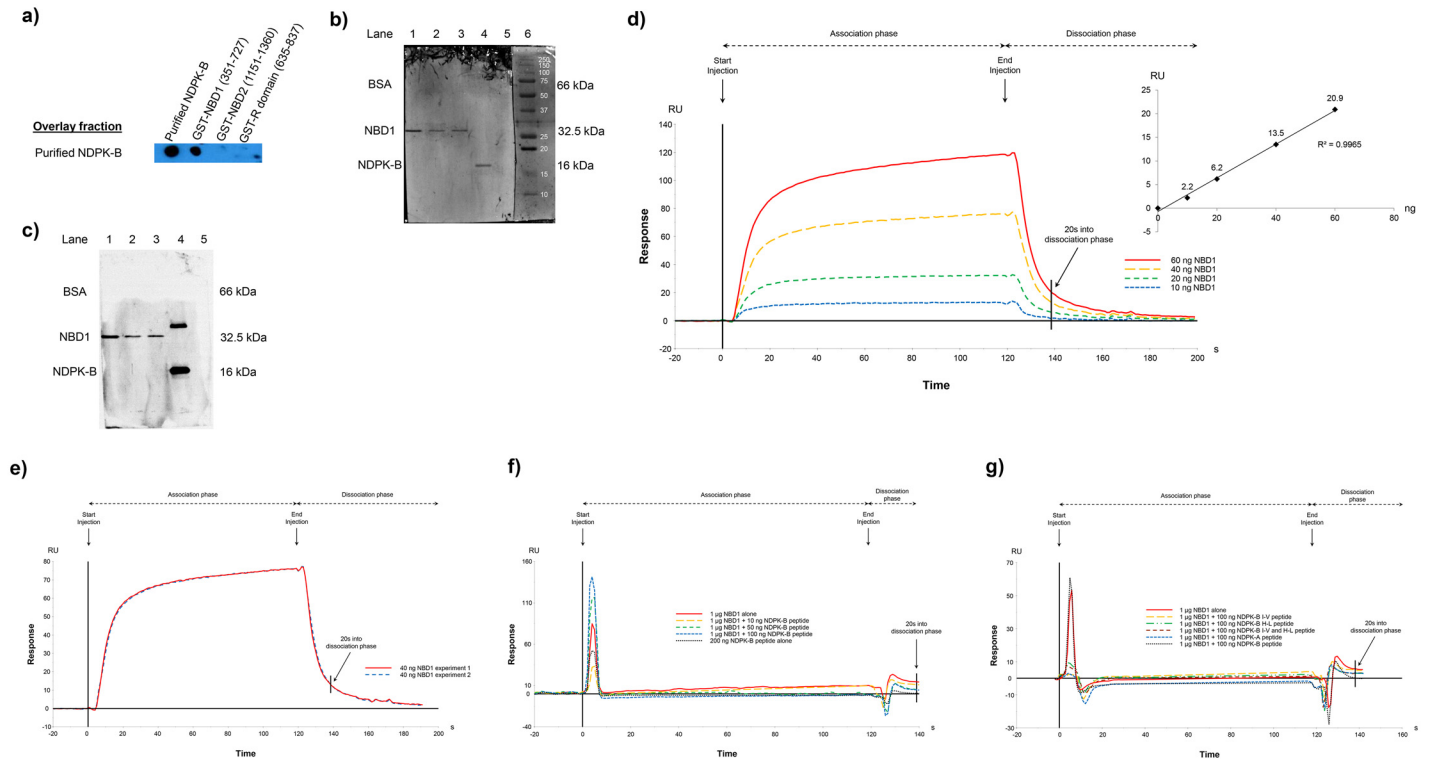 a)
Purified NDPK-B
GST-NBD1 (351-727)
GST-NBD2 (1151-1360)
GST-R domain (635-837)
Overlay fraction
Purified NDPK-B
b)
Lane 1 2 3 4 5 6
BSA 66 kDa
NBD1 32.5 kDa
NDPK-B 16 kDa
250
150
100
75
50
37
25
20
15
10
c)
Lane 1 2 3 4 5
BSA 66 kDa
NBD1 32.5 kDa
NDPK-B 16 kDa
d)
Association phase Dissociation phase
Start
Injection
End
Injection
RU
140
120
100
80
60
40
20
0
-20
Response
-20 0 20 40 60 80 100 120 140 160 180 200 s
Time
20s into
dissociation phase
60 ng NBD1
40 ng NBD1
20 ng NBD1
10 ng NBD1
RU
25
20
15
10
5
0
-5
2.2
6.2
13.5
20.9
R² = 0.9965
0 20 40 60 80
ng
e)
Association phase Dissociation phase
Start
Injection
End
Injection
RU
80
70
60
50
40
30
20
10
0
-10
Response
-20 0 20 40 60 80 100 120 140 160 180 200 s
Time
20s into
dissociation phase
40 ng NBD1 experiment 1
40 ng NBD1 experiment 2
f)
Association phase Dissociation
phase
Start
Injection
End
Injection
RU
160
110
60
10
0
-40
Response
-20 0 20 40 60 80 100 120 140 s
Time
1 µg NBD1 alone
1 µg NBD1 + 10 ng NDPK-B peptide
1 µg NBD1 + 50 ng NDPK-B peptide
1 µg NBD1 + 100 ng NDPK-B peptide
200 ng NDPK-B peptide alone
20s into
dissociation phase
g)
Association phase Dissociation
phase
Start
Injection
End
Injection
RU
70
50
30
10
0
-10
-30
Response
-20 0 20 40 60 80 100 120 140 160 s
Time
1 µg NBD1 alone
1 µg NBD1 + 100 ng NDPK-B I-V peptide
1 µg NBD1 + 100 ng NDPK-B H-L peptide
1 µg NBD1 + 100 ng NDPK-B I-V and H-L peptide
1 µg NBD1 + 100 ng NDPK-A peptide
1 µg NBD1 + 100 ng NDPK-B peptide
20s into
dissociation phase